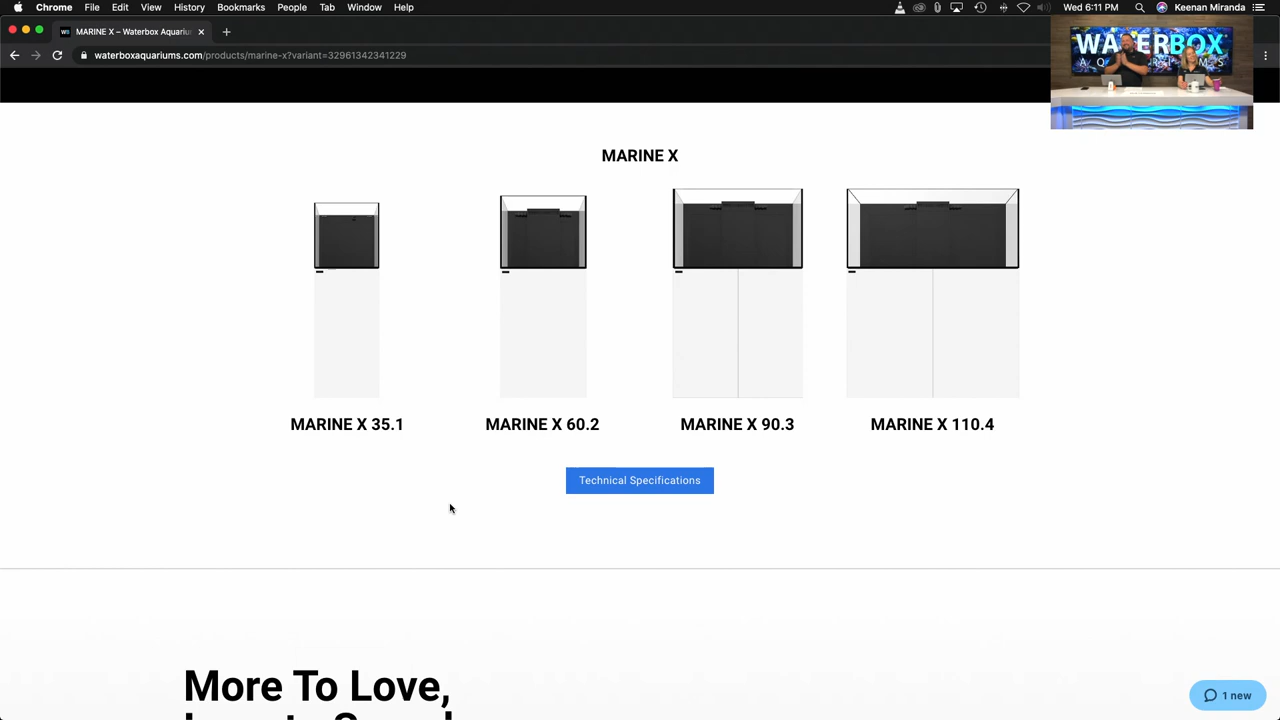 Chrome File Edit View History Bookmarks People Tab Window Help
Wed 6:11 PM Keenan Miranda
MARINE X – Waterbox Aquariu
waterboxaquariums.com/products/marine-x?variant=32961342341229
WATERBOX
AQUARIUMS
MARINE X
MARINE X 35.1
MARINE X 60.2
MARINE X 90.3
MARINE X 110.4
Technical Specifications
More To Love,
1 new